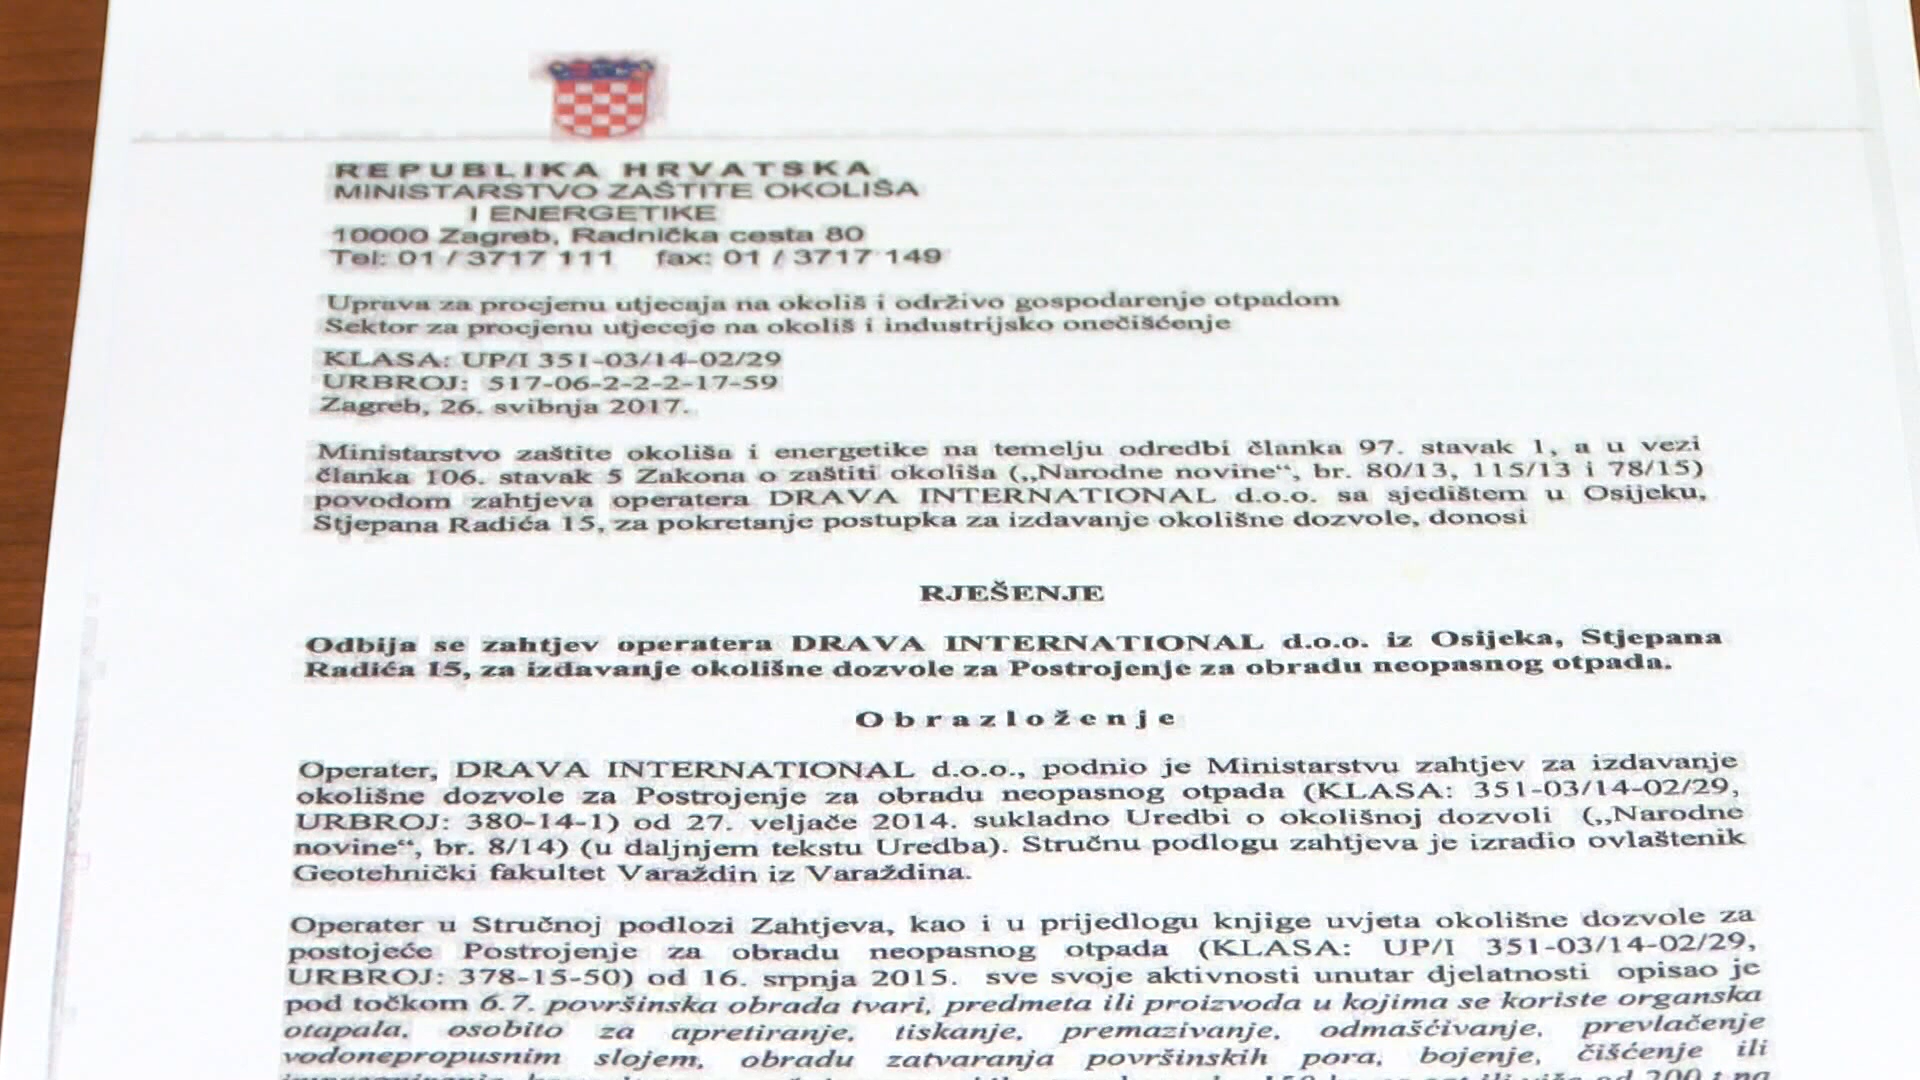 REPUBLIKA HRVATSKA
MINISTARSTVO ZAŠTITE OKOLIŠA
I ENERGETIKE
10000 Zagreb, Radnička cesta 80
Tel: 01 / 3717 111 fax: 01 / 3717 149
Uprava za procjenu utjecaja na okoliš i održivo gospodarenje otpadom
Sektor za procjenu utjeceje na okoliš i industrijsko onečišćenje
KLASA: UP/I 351-03/14-02/29
URBROJ: 517-06-2-2-2-17-59
Zagreb, 26. svibnja 2017.
Ministarstvo zaštite okoliša i energetike na temelju odredbi članka 97. stavak 1, a u vezi
članka 106. stavak 5 Zakona o zaštiti okoliša („Narodne novine“, br. 80/13, 115/13 i 78/15)
povodom zahtjeva operatera DRAVA INTERNATIONAL d.o.o. sa sjedištem u Osijeku,
Stjepana Radića 15, za pokretanje postupka za izdavanje okolišne dozvole, donosi
RJEŠENJE
Odbija se zahtjev operatera DRAVA INTERNATIONAL d.o.o. iz Osijeka, Stjepana
Radića 15, za izdavanje okolišne dozvole za Postrojenje za obradu neopasnog otpada.
Obrazloženje
Operater, DRAVA INTERNATIONAL d.o.o., podnio je Ministarstvu zahtjev za izdavanje
okolišne dozvole za Postrojenje za obradu neopasnog otpada (KLASA: 351-03/14-02/29,
URBROJ: 380-14-1) od 27. veljače 2014. sukladno Uredbi o okolišnoj dozvoli („Narodne
novine“, br. 8/14) (u daljnjem tekstu Uredba). Stručnu podlogu zahtjeva je izradio ovlaštenik
Geotehnički fakultet Varaždin iz Varaždina.
Operater u Stručnoj podlozi Zahtjeva, kao i u prijedlogu knjige uvjeta okolišne dozvole za
postojeće Postrojenje za obradu neopasnog otpada (KLASA: UP/I 351-03/14-02/29,
URBROJ: 378-15-50) od 16. srpnja 2015. sve svoje aktivnosti unutar djelatnosti opisao je
pod točkom 6.7. površinska obrada tvari, predmeta ili proizvoda u kojima se koriste organska
otapala, osobito za apretiranje, tiskanje, premazivanje, odmašćivanje, prevlačenje
vodonepropusnim slojem, obradu zatvaranja površinskih pora, bojenje, čišćenje ili